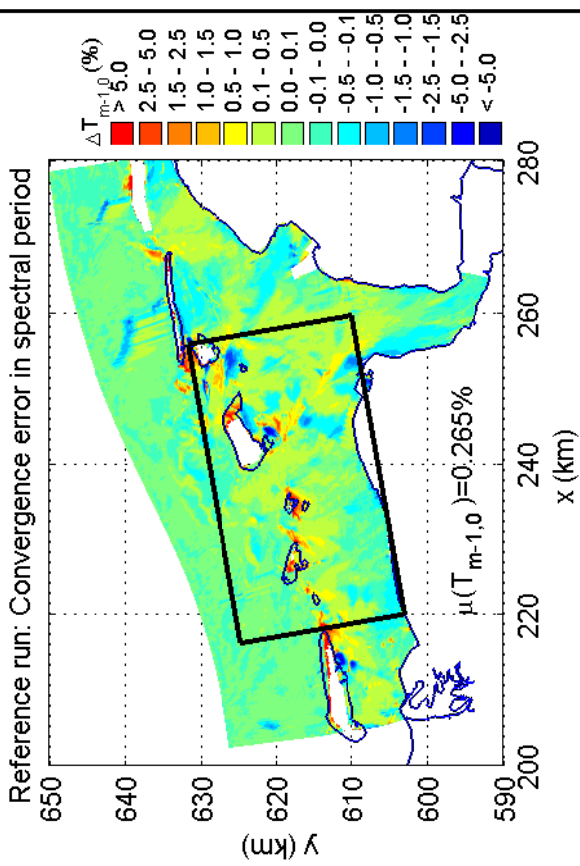 Reference run: Convergence error in spectral period
△T m-1,0 (%)
> 5.0
2.5 - 5.0
1.5 - 2.5
1.0 - 1.5
0.5 - 1.0
0.1 - 0.5
0.0 - 0.1
-0.1 - 0.0
-0.5 - -0.1
-1.0 - -0.5
-1.5 - -1.0
-2.5 - -1.5
-5.0 - -2.5
< -5.0
650
640
630
620
610
600
590
y (km)
μ(T m-1,0)=0.265%
200
220
240
260
280
x (km)